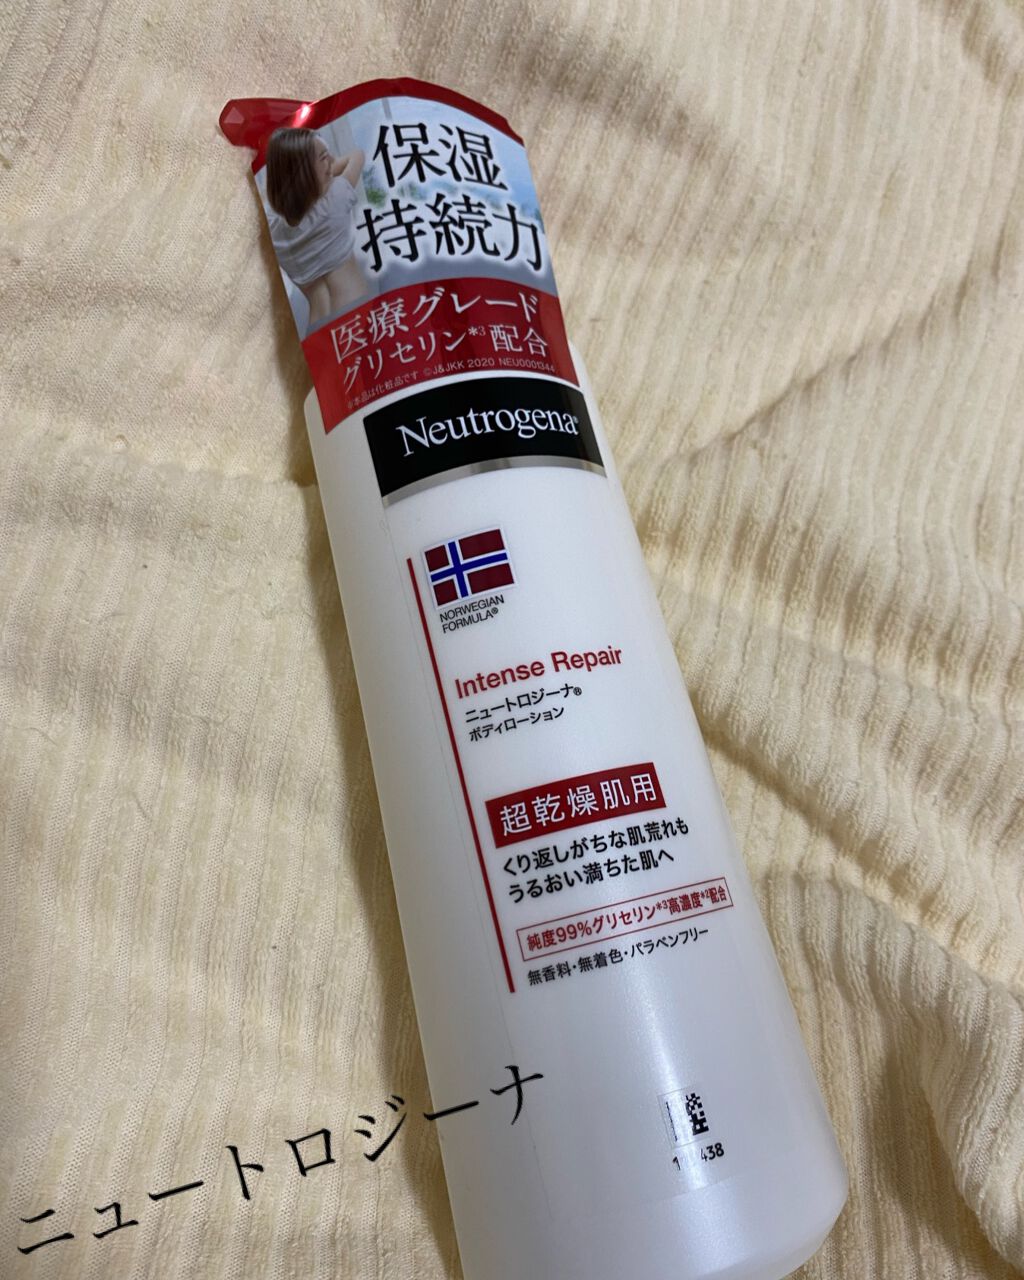 保湿
持続力
医療グレード
グリセリン*3配合
※本品は化粧品です ©J&JKK 2020 NEU0001344
Neutrogena®
NORWEGIAN
FORMULA®
Intense Repair
ニュートロジーナ®
ボディローション
超乾燥肌用
くり返しがちな肌荒れも
うるおい満ちた肌へ
純度99%グリセリン*3高濃度*2配合
無香料・無着色・パラベンフリー
ニュートロジーナ